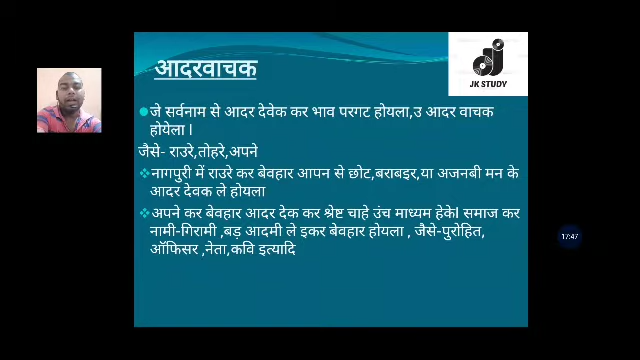 आदरवाचक
JK STUDY
जे सर्वनाम से आदर देवेक कर भाव परगट होयला,उ आदर वाचक
होयेला l
जैसे- राउरे,तोहरे,अपने
नागपुरी में राउरे कर बेवहार आपन से छोट,बराबइर,या अजनबी मन के
आदर देवक ले होयला
अपने कर बेवहार आदर देक कर श्रेष्ट चाहे उंच माध्यम हेकेl समाज कर
नामी-गिरामी ,बड़ आदमी ले इकर बेवहार होयला , जैसे-पुरोहित,
ऑफिसर ,नेता,कवि इत्यादि
17:47